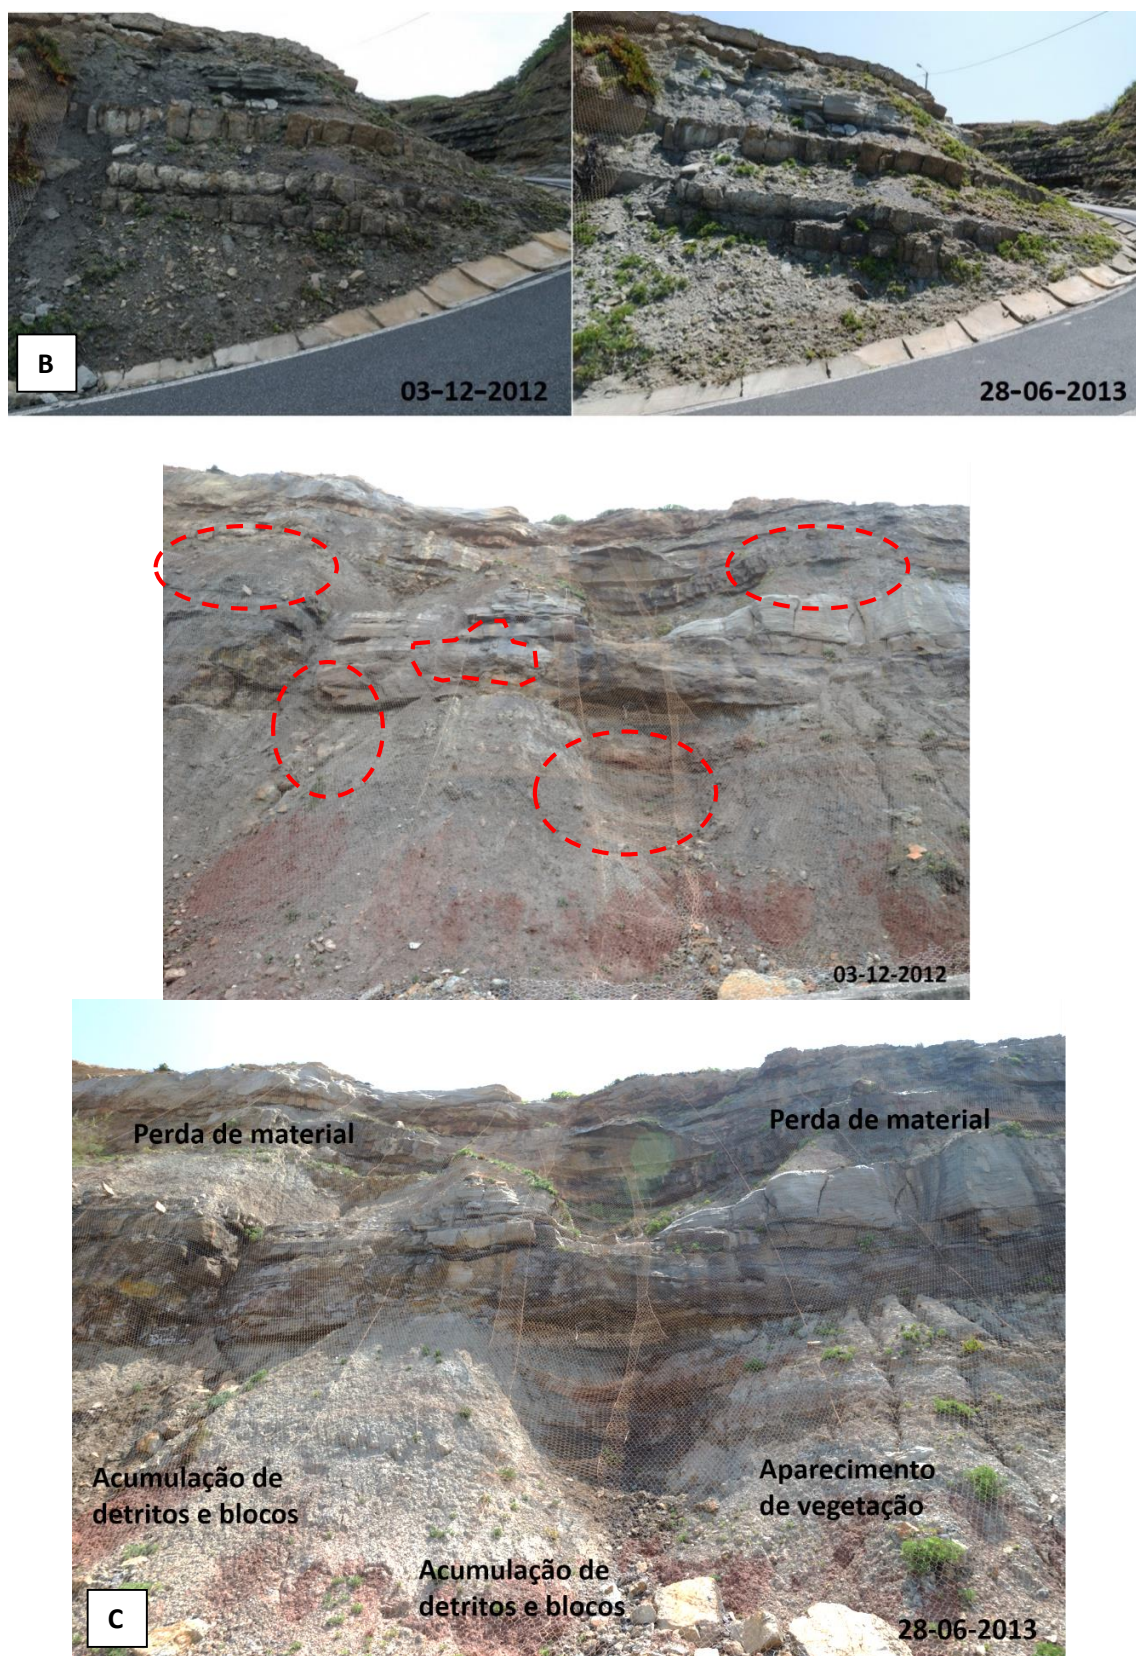 B
03-12-2012
28-06-2013
03-12-2012
Perda de material
Perda de material
Acumulação de
detritos e blocos
Aparecimento
de vegetação
Acumulação de
detritos e blocos
C
28-06-2013